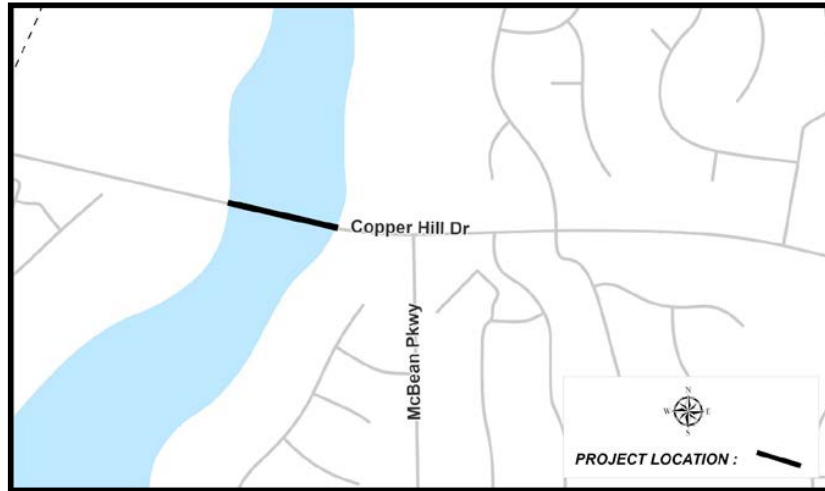 Copper Hill Dr
McBean Pkwy
N
W E
S
PROJECT LOCATION :